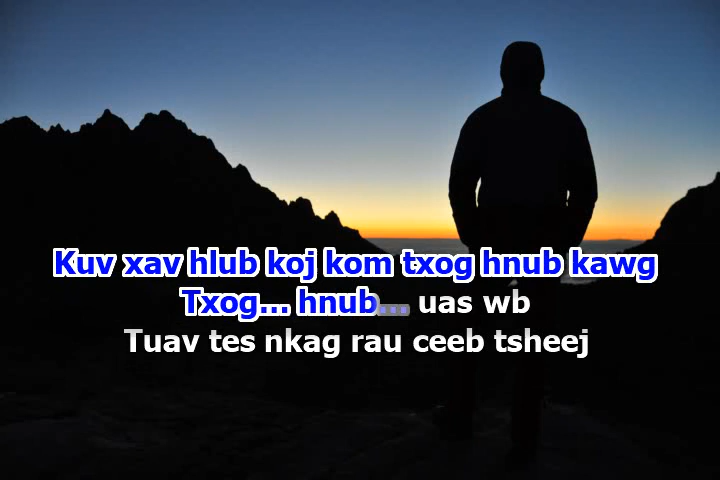 Kuv xav hlub koj kom txog hnub kawg
Txog... hnub... uas wb
Tuav tes nkag rau ceeb tsheej